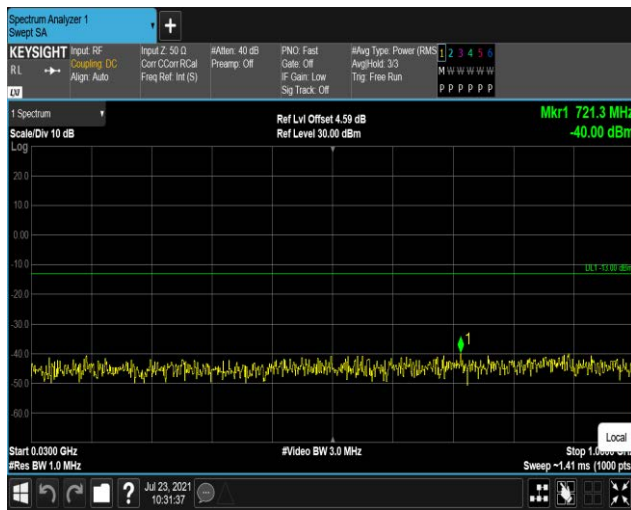 Spectrum Analyzer 1
Swept SA
+
KEYSIGHT Input: RF Input Z: 50 Ω #Atten: 40 dB PNO: Fast #Avg Type: Power (RMS 1 2 3 4 5 6
RL Coupling: DC Corr CCorr RCal Preamp: Off Gate: Off Avg|Hold: 3/3 M W W W W W
Align: Auto Freq Ref: Int (S) IF Gain: Low Trig: Free Run
LXI Sig Track: Off P P P P P P
1 Spectrum
Scale/Div 10 dB
Ref Lvl Offset 4.59 dB
Ref Level 30.00 dBm
Mkr1 721.3 MHz
-40.00 dBm
Log
20.0
10.0
0.00
-10.0
DL1 -13.00 dBm
-20.0
-30.0
1
-40.0
-50.0
-60.0
Local
Start 0.0300 GHz #Video BW 3.0 MHz Stop
#Res BW 1.0 MHz Sweep ~1.41 ms (1000 pts
? Jul 23, 2021
10:31:37